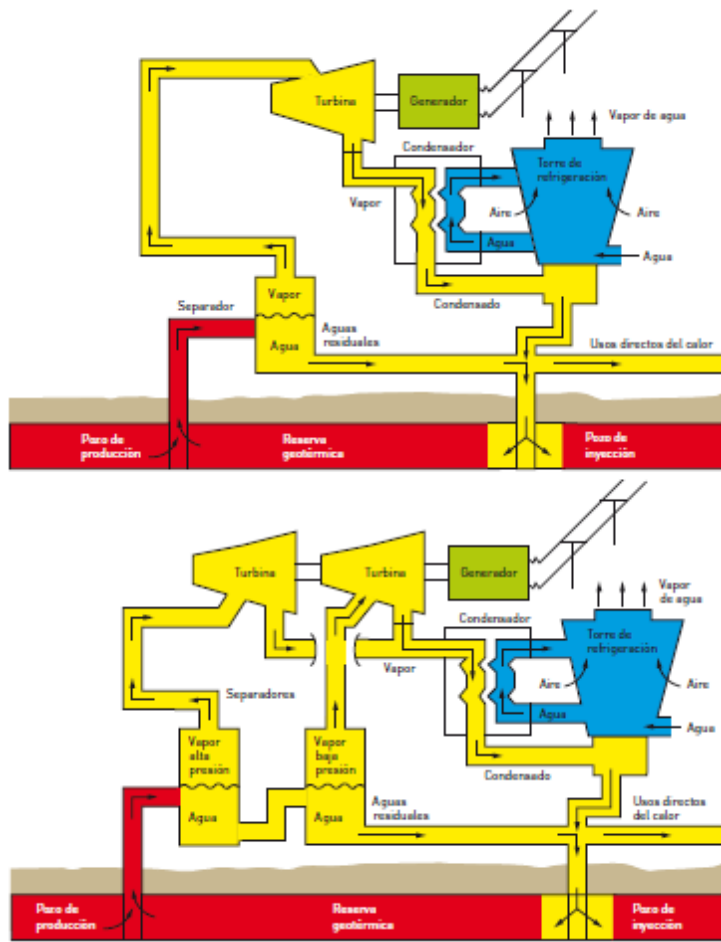 Turbina
Generador
Vapor de agua
Condensador
Torre de
refrigeración
Vapor
Aire
Aire
Agua
Agua
Vapor
Separador
Condensado
Agua
Aguas
residuales
Usos directos del calor
Pozo de
producción
Reserva
geotérmica
Pozo de
inyección
Turbina
Turbina
Generador
Vapor
de agua
Condensador
Torre de
refrigeración
Vapor
Separadores
Aire
Aire
Agua
Agua
Vapor
alta
presión
Vapor
baja
presión
Condensado
Agua
Agua
Aguas
residuales
Usos directos
del calor
Pozo de
producción
Reserva
geotérmica
Pozo de
inyección